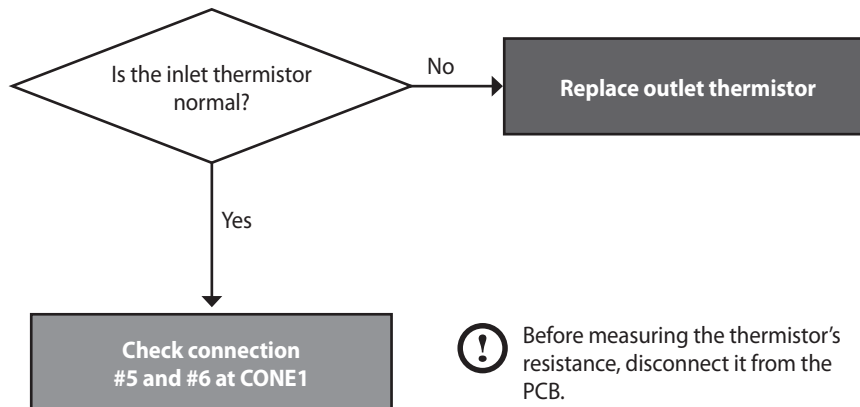 Is the inlet thermistor
normal?
No
Replace outlet thermistor
Yes
Check connection
#5 and #6 at CONE1
!
Before measuring the thermistor's
resistance, disconnect it from the
PCB.